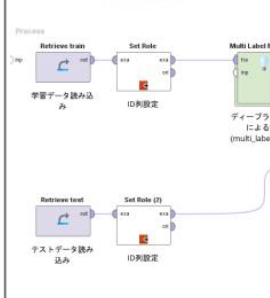 Process
inp
Retrieve train
out
学習データ読み込
み
Set Role
exa
exa
ori
ID列設定
Multi Label
tra
inp
ディープラ
による
(multi_labe
Retrieve test
out
テストデータ読み
込み
Set Role (2)
exa
exa
ori
ID列設定